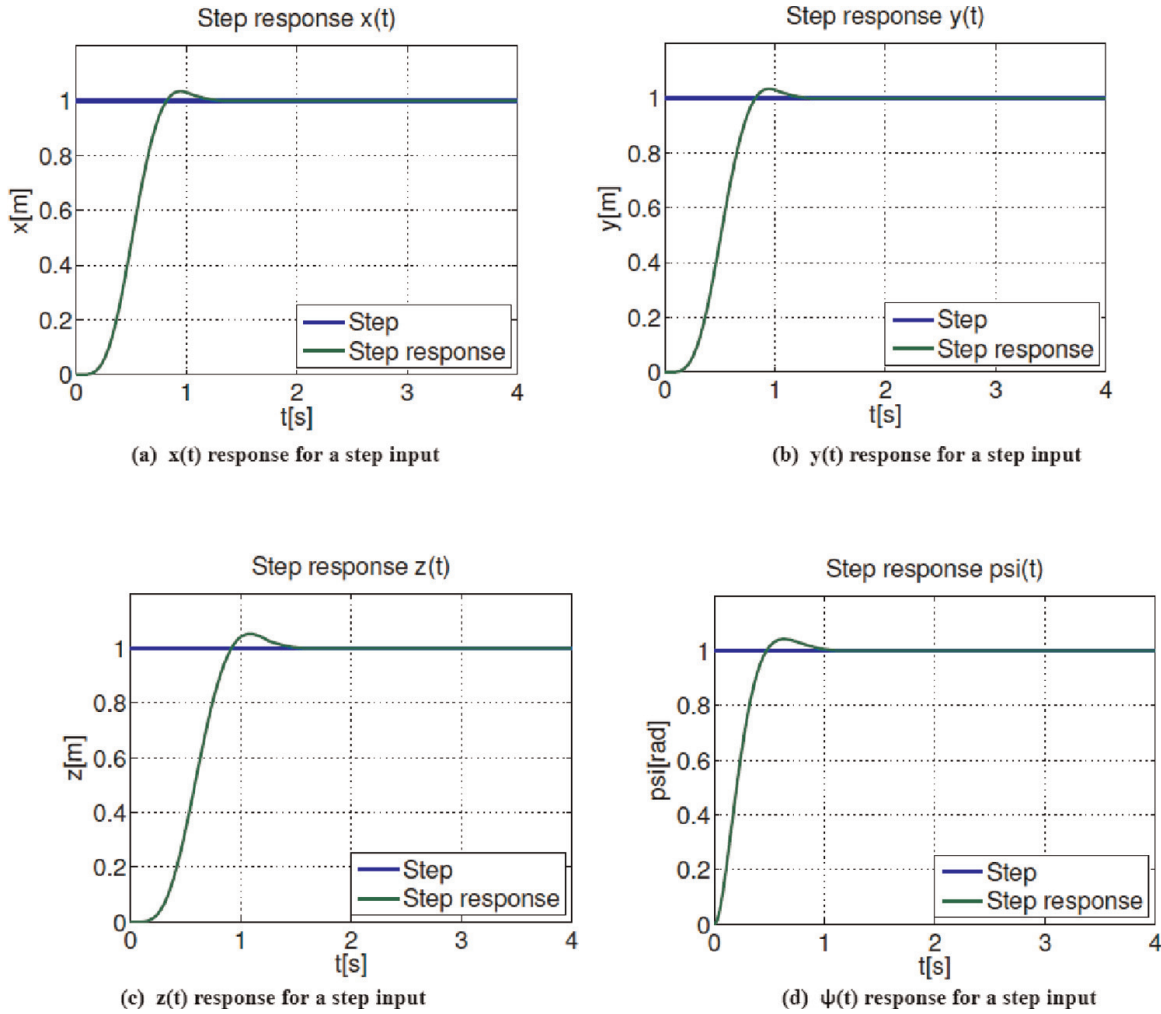 Step response x(t)
x[m]
1
0.8
0.6
0.4
0.2
0
0 1 2 3 4
t[s]
Step
Step response
(a) x(t) response for a step input
Step response y(t)
y[m]
1
0.8
0.6
0.4
0.2
0
0 1 2 3 4
t[s]
Step
Step response
(b) y(t) response for a step input
Step response z(t)
z[m]
1
0.8
0.6
0.4
0.2
0
0 1 2 3 4
t[s]
Step
Step response
(c) z(t) response for a step input
Step response psi(t)
psi[rad]
1
0.8
0.6
0.4
0.2
0
0 1 2 3 4
t[s]
Step
Step response
(d) ψ(t) response for a step input